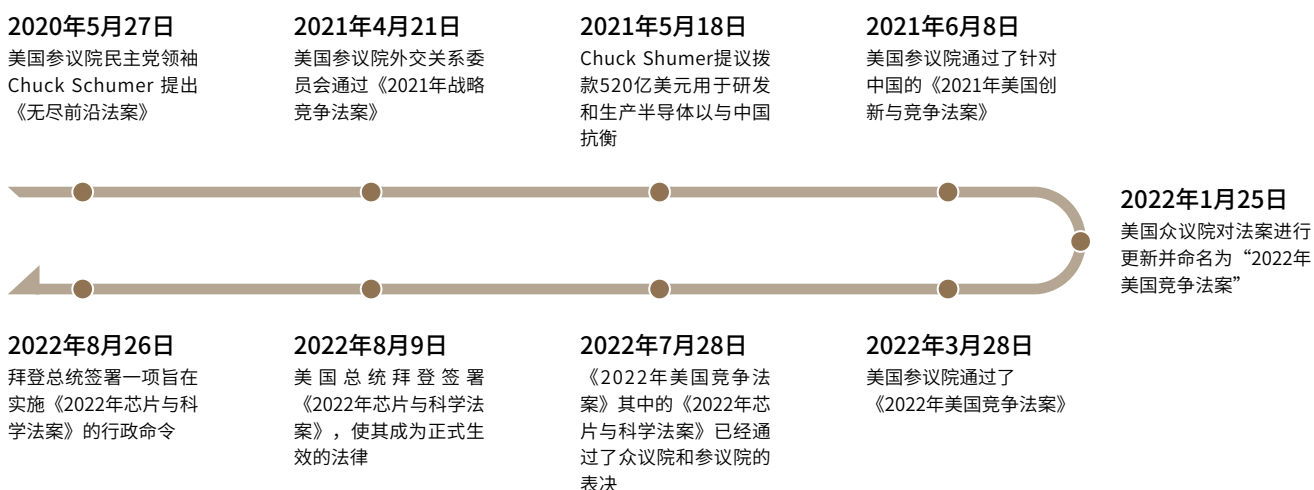 2020年5月27日
美国参议院民主党领袖
Chuck Schumer 提出
《无尽前沿法案》
2021年4月21日
美国参议院外交关系委
员会通过《2021年战略
竞争法案》
2021年5月18日
Chuck Shumer提议拨
款520亿美元用于研发
和生产半导体以与中国
抗衡
2021年6月8日
美国参议院通过了针对
中国的《2021年美国创
新与竞争法案》
2022年1月25日
美国众议院对法案进行
更新并命名为“2022年
美国竞争法案”
2022年8月26日
拜登总统签署一项旨在
实施《2022年芯片与科
学法案》的行政命令
2022年8月9日
美国总统拜登签署
《2022年芯片与科学法
案》，使其成为正式生
效的法律
2022年7月28日
《2022年美国竞争法
案》其中的《2022年芯
片与科学法案》已经通
过了众议院和参议院的
表决
2022年3月28日
美国参议院通过了
《2022年美国竞争法案》